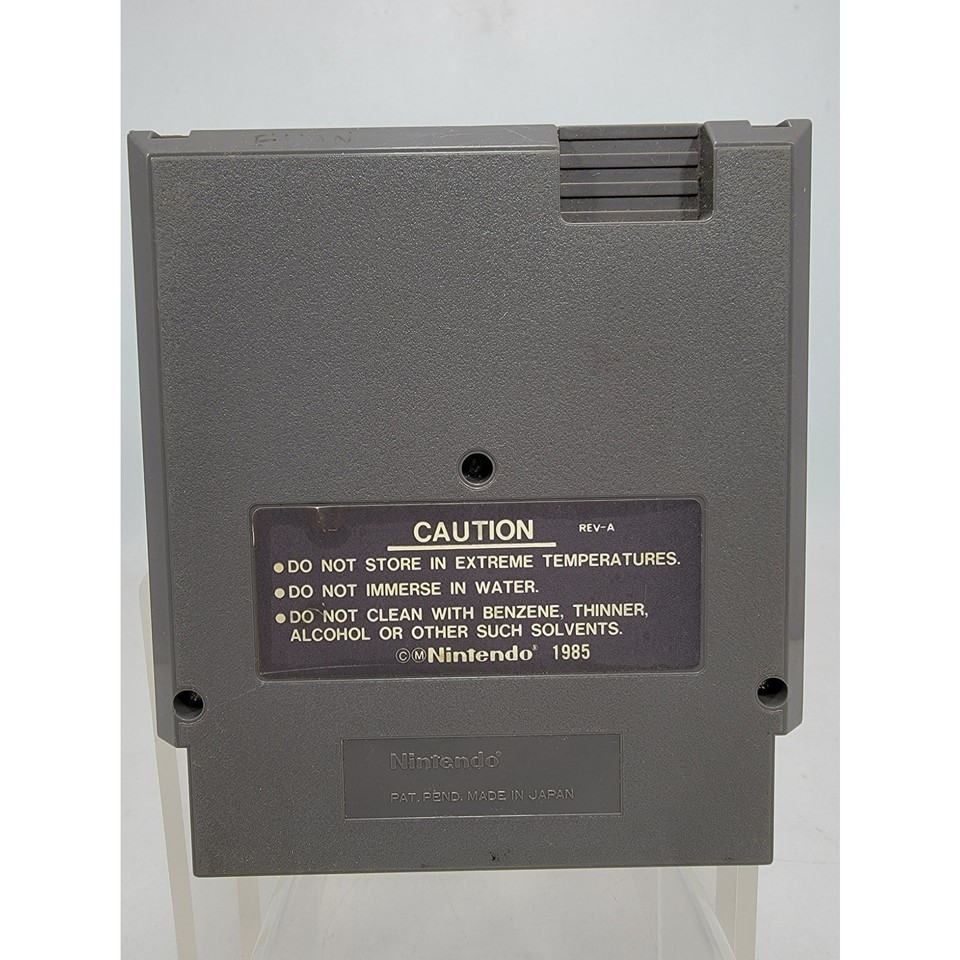 CAUTION REV-A
● DO NOT STORE IN EXTREME TEMPERATURES.
● DO NOT IMMERSE IN WATER.
● DO NOT CLEAN WITH BENZENE, THINNER,
ALCOHOL OR OTHER SUCH SOLVENTS.
ⒸⓂNintendo® 1985
Nintendo®
PAT. PEND. MADE IN JAPAN